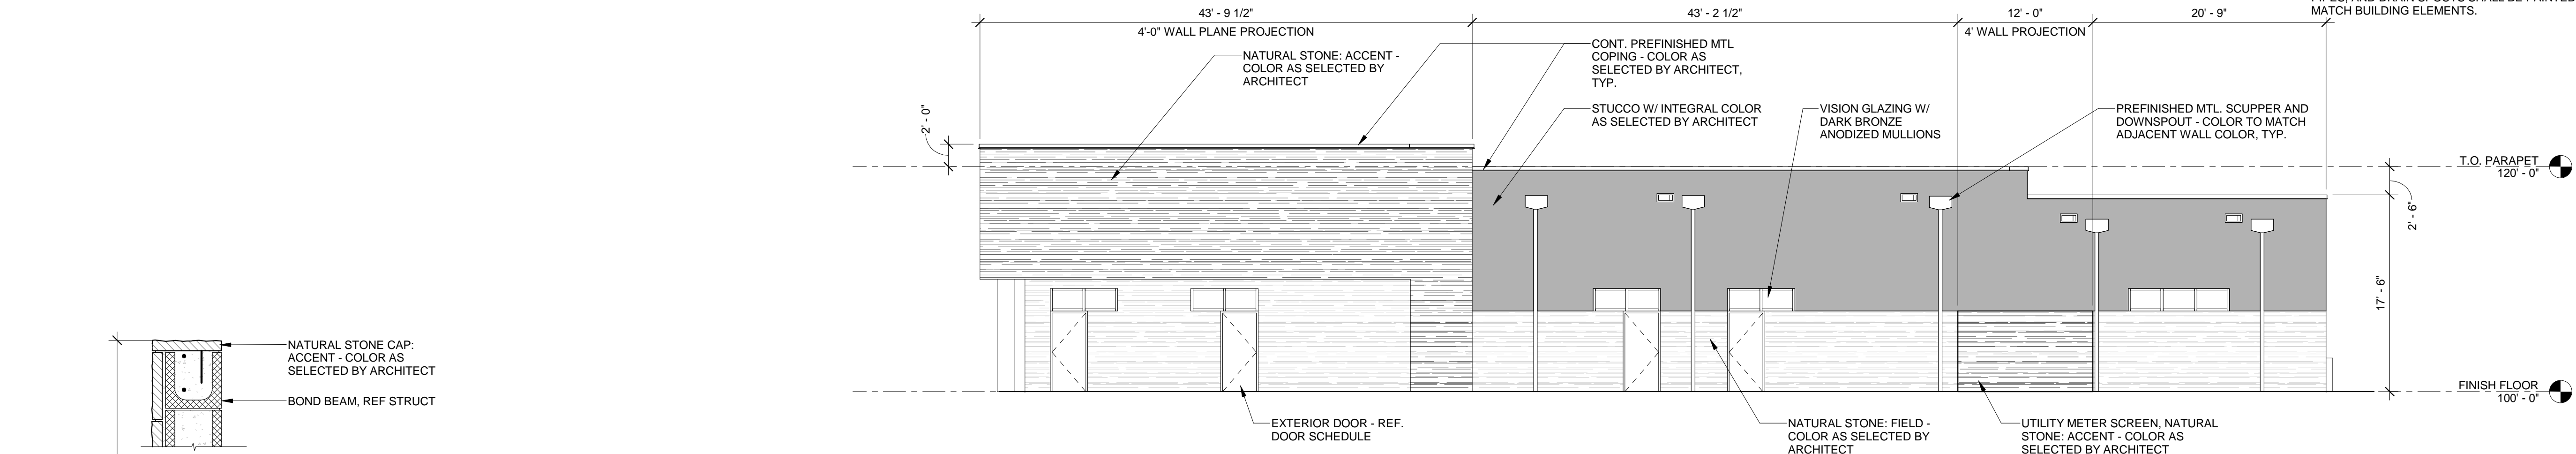 MATCH BUILDING ELEMENTS.
43' - 9 1/2"
43' - 2 1/2"
12' - 0"
20' - 9"
4'-0" WALL PLANE PROJECTION
4' WALL PROJECTION
NATURAL STONE: ACCENT -
COLOR AS SELECTED BY
ARCHITECT
CONT. PREFINISHED MTL
COPING - COLOR AS
SELECTED BY ARCHITECT,
TYP.
STUCCO W/ INTEGRAL COLOR
AS SELECTED BY ARCHITECT
VISION GLAZING W/
DARK BRONZE
ANODIZED MULLIONS
PREFINISHED MTL. SCUPPER AND
DOWNSPOUT - COLOR TO MATCH
ADJACENT WALL COLOR, TYP.
2' - 0"
T.O. PARAPET
120' - 0"
2' - 6"
17' - 6"
FINISH FLOOR
100' - 0"
NATURAL STONE CAP:
ACCENT - COLOR AS
SELECTED BY ARCHITECT
BOND BEAM, REF STRUCT
EXTERIOR DOOR - REF.
DOOR SCHEDULE
NATURAL STONE: FIELD -
COLOR AS SELECTED BY
ARCHITECT
UTILITY METER SCREEN, NATURAL
STONE: ACCENT - COLOR AS
SELECTED BY ARCHITECT